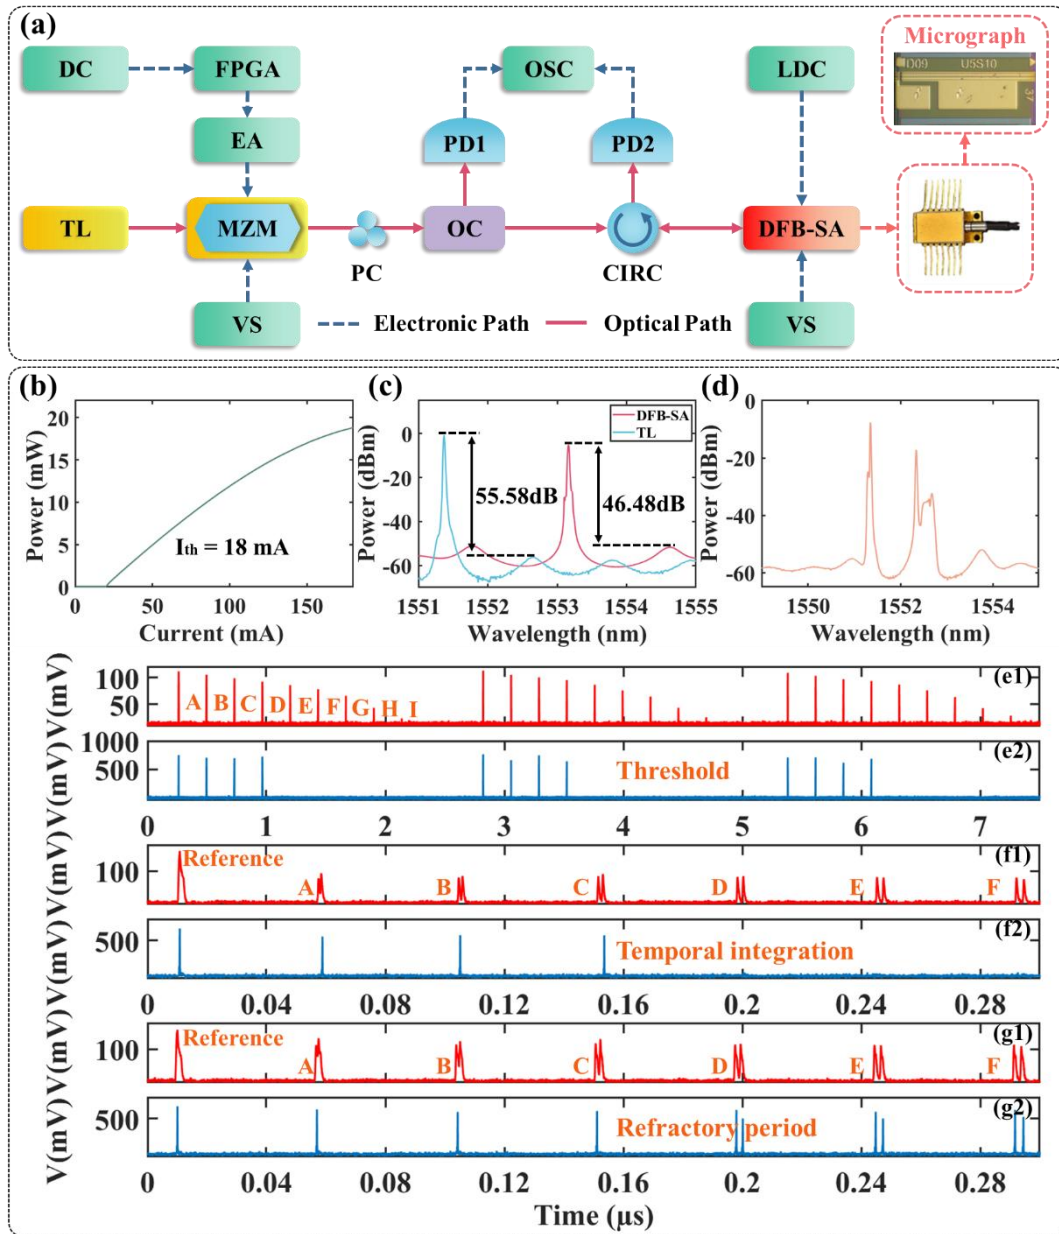 (a)
Micrograph
D09 U5S10
37
DC FPGA OSC LDC
EA PD1 PD2
TL MZM OC DFB-SA
PC CIRC
VS Electronic Path Optical Path VS
(b)
Power (mW)
20
15
10
5
0
Ith = 18 mA
0 50 100 150
Current (mA)
(c)
Power (dBm)
0
-20
-40
-60
DFB-SA
TL
55.58dB
46.48dB
1551 1552 1553 1554 1555
Wavelength (nm)
(d)
Power (dBm)
0
-20
-40
-60
1550 1552 1554
Wavelength (nm)
V(mV)
100
50
A B C D E F G H I
(e1)
V(mV)
1000
500
Threshold
(e2)
0 1 2 3 4 5 6 7
V(mV)
100
Reference A B C D E F
(f1)
V(mV)
500
Temporal integration
(f2)
0 0.04 0.08 0.12 0.16 0.2 0.24 0.28
V(mV)
100
Reference A B C D E F
(g1)
V(mV)
500
Refractory period
(g2)
0 0.04 0.08 0.12 0.16 0.2 0.24 0.28
Time (μs)